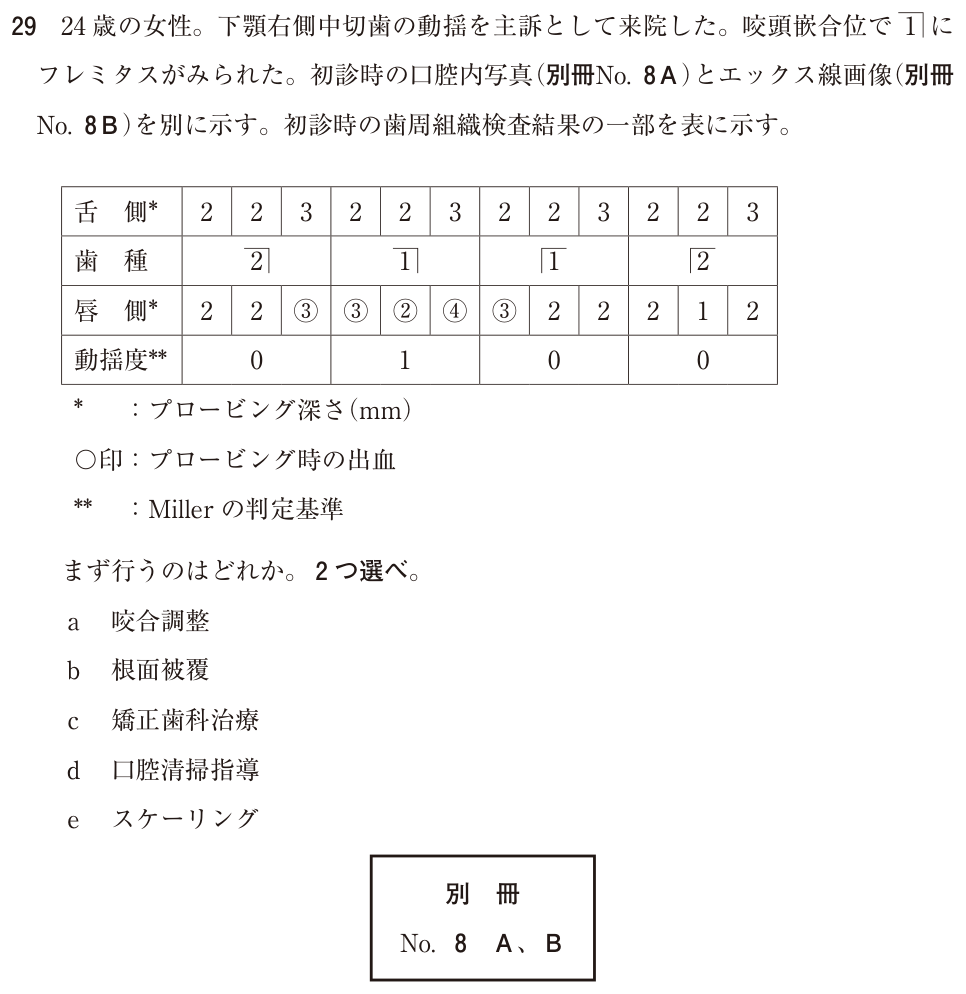 29 24歳の女性。下顎右側中切歯の動揺を主訴として来院した。咬頭嵌合位で 1 に
フレミタスがみられた。初診時の口腔内写真(別冊No. 8A)とエックス線画像(別冊
No. 8B)を別に示す。初診時の歯周組織検査結果の一部を表に示す。
舌 側* 2 2 3 2 2 3 2 2 3 2 2 3
歯 種 2 1 1 2
唇 側* 2 2 ③ ③ ② ④ ③ 2 2 2 1 2
動揺度** 0 1 0 0
* :プロービング深さ(mm)
○印:プロービング時の出血
** :Miller の判定基準
まず行うのはどれか。2つ選べ。
a 咬合調整
b 根面被覆
c 矯正歯科治療
d 口腔清掃指導
e スケーリング
別 冊
No. 8 A、B